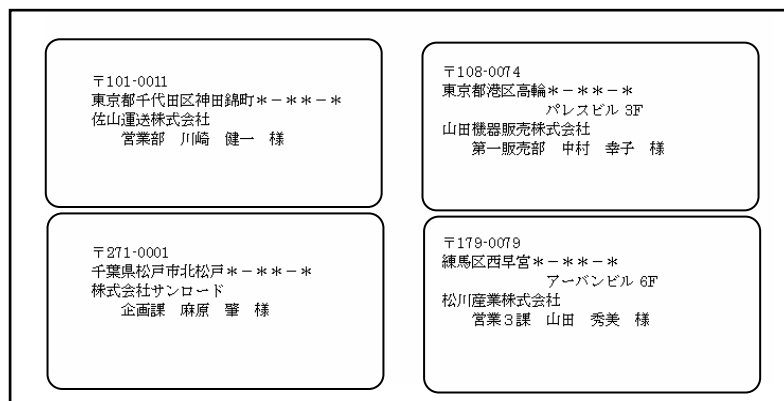 〒101-0011
東京都千代田区神田錦町＊－＊＊－＊
佐山運送株式会社
営業部　川崎　健一　様
〒108-0074
東京都港区高輪＊－＊＊－＊
パレスビル 3F
山田機器販売株式会社
第一販売部　中村　幸子　様
〒271-0001
千葉県松戸市北松戸＊－＊＊－＊
株式会社サンロード
企画課　麻原　肇　様
〒179-0079
練馬区西早宮＊－＊＊－＊
アーバンビル 6F
松川産業株式会社
営業３課　山田　秀美　様